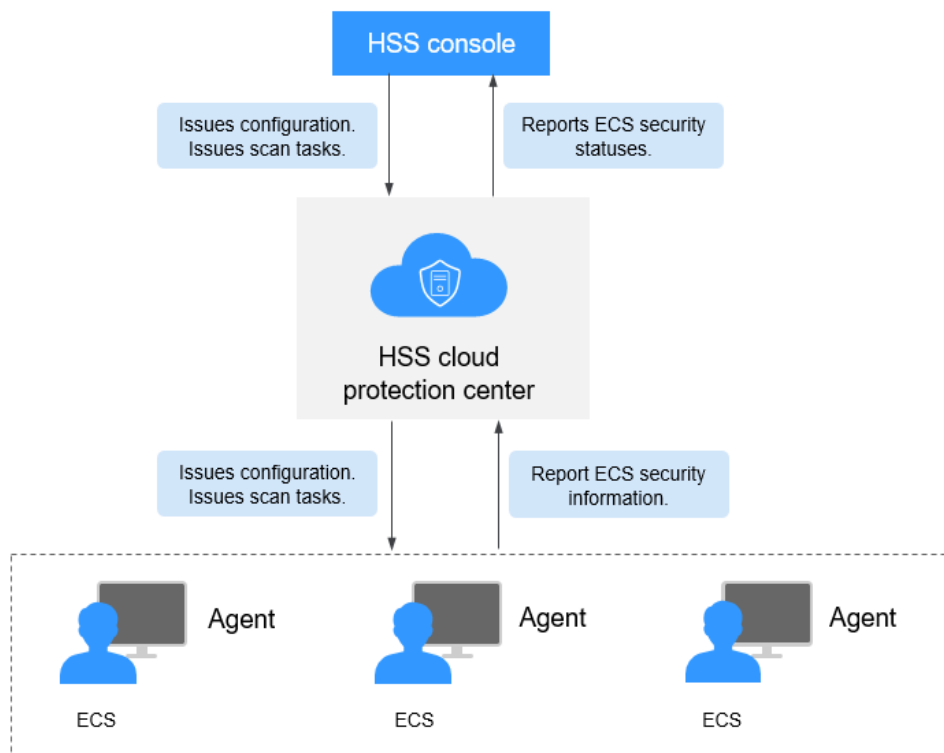 HSS console
Issues configuration.
Issues scan tasks.
Reports ECS security
statuses.
HSS cloud
protection center
Issues configuration.
Issues scan tasks.
Report ECS security
information.
Agent
Agent
Agent
ECS
ECS
ECS